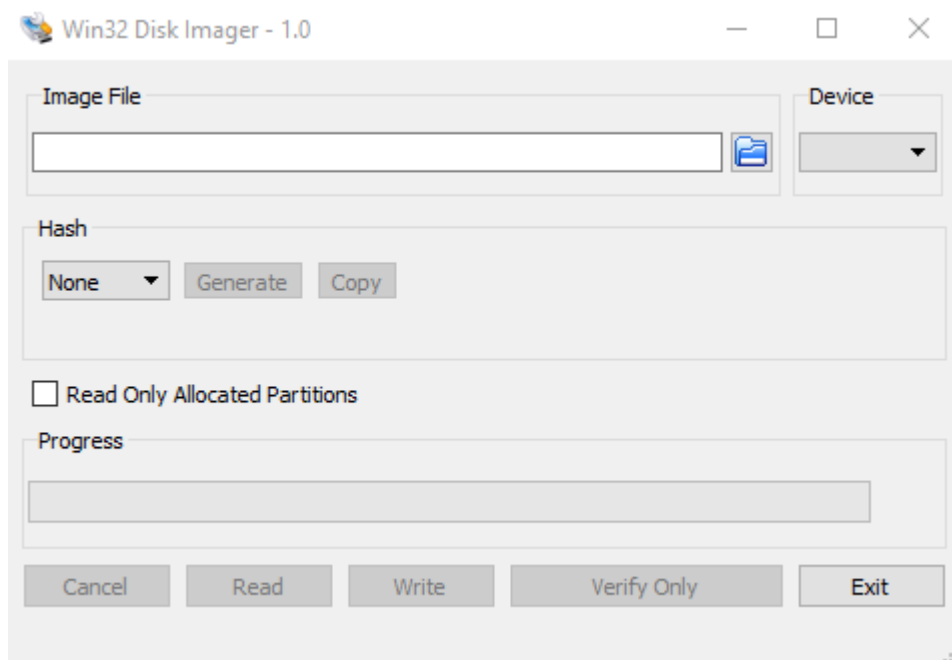 Win32 Disk Imager - 1.0
Image File
Device
Hash
None
Generate
Copy
Read Only Allocated Partitions
Progress
Cancel
Read
Write
Verify Only
Exit